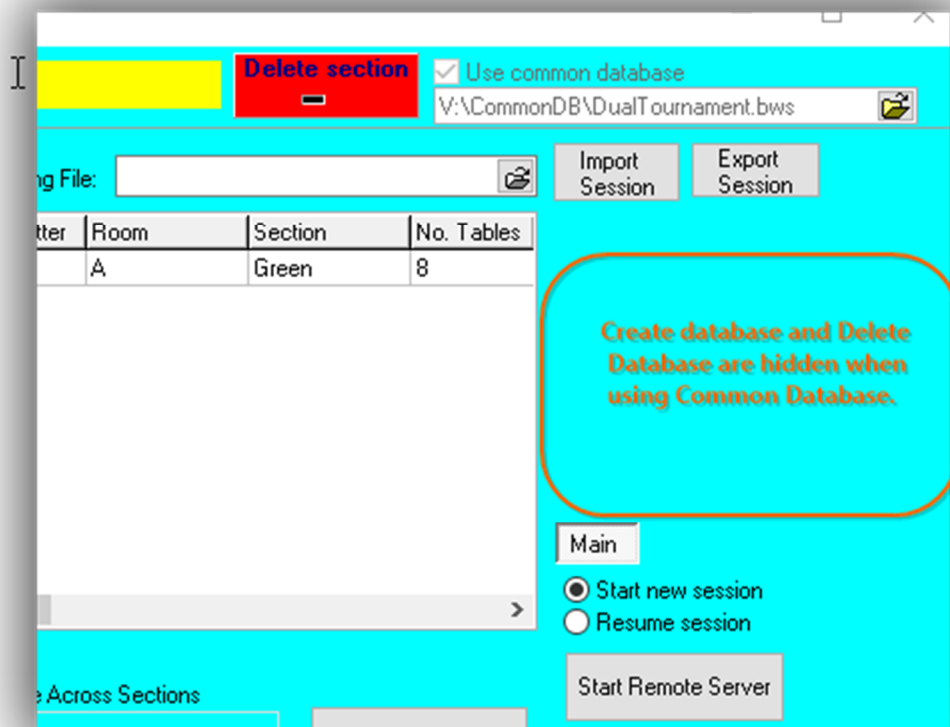 Delete section
Use common database
V:\CommonDB\DualTournament.bws
ng File:
Import
Session
Export
Session
tter Room Section No. Tables
A Green 8
Create database and Delete
Database are hidden when
using Common Database.
Main
Start new session
Resume session
Start Remote Server
e Across Sections